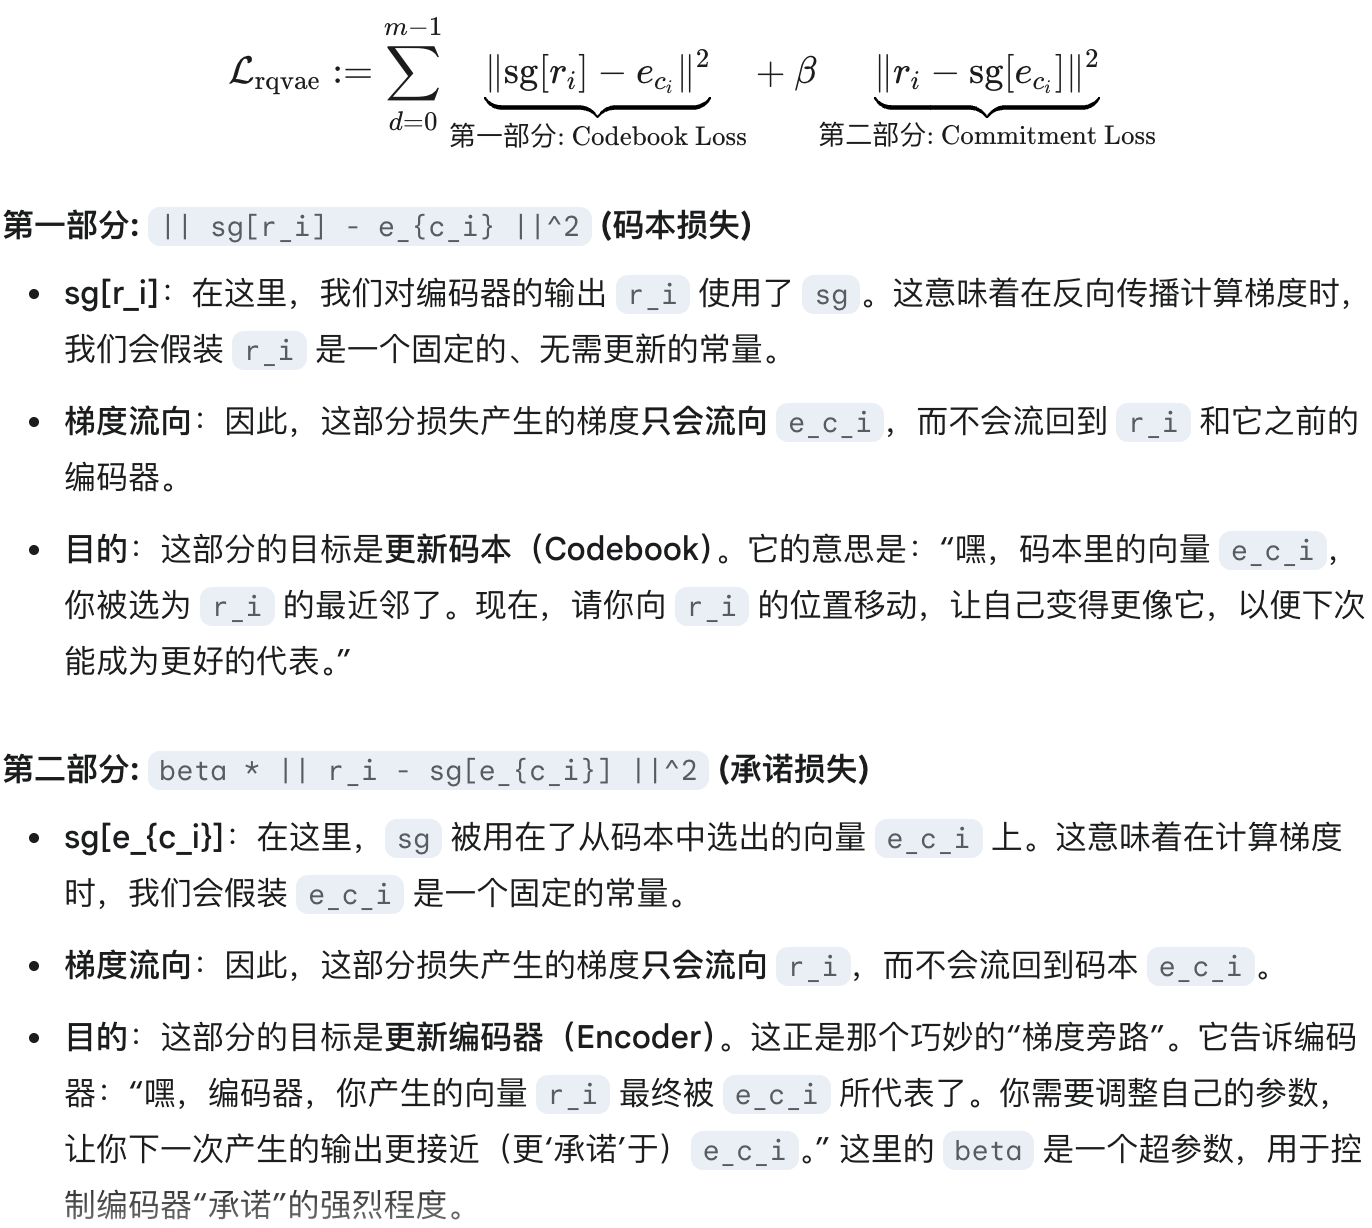 𝓛rqvae := ∑_{d=0}^{m−1} ‖sg[r_i] − e_{c_i}‖² + β ‖r_i − sg[e_{c_i}]‖²
第一部分: Codebook Loss 第二部分: Commitment Loss
第一部分: || sg[r_i] - e_{c_i} ||^2 (码本损失)
• sg[r_i]：在这里，我们对编码器的输出 r_i 使用了 sg 。这意味着在反向传播计算梯度时，
我们会假装 r_i 是一个固定的、无需更新的常量。
• 梯度流向：因此，这部分损失产生的梯度只会流向 e_c_i，而不会流回到 r_i 和它之前的
编码器。
• 目的：这部分的目标是更新码本（Codebook）。它的意思是：“嘿，码本里的向量 e_c_i，
你被选为 r_i 的最近邻了。现在，请你向 r_i 的位置移动，让自己变得更像它，以便下次
能成为更好的代表。”
第二部分: beta * || r_i - sg[e_{c_i}] ||^2 (承诺损失)
• sg[e_{c_i}]：在这里， sg 被用在了从码本中选出的向量 e_c_i 上。这意味着在计算梯度
时，我们会假装 e_c_i 是一个固定的常量。
• 梯度流向：因此，这部分损失产生的梯度只会流向 r_i，而不会流回到码本 e_c_i 。
• 目的：这部分的目标是更新编码器（Encoder）。这正是那个巧妙的“梯度旁路”。它告诉编码
器：“嘿，编码器，你产生的向量 r_i 最终被 e_c_i 所代表了。你需要调整自己的参数，
让你下一次产生的输出更接近（更‘承诺’于） e_c_i 。” 这里的 beta 是一个超参数，用于控
制编码器“承诺”的强烈程度。